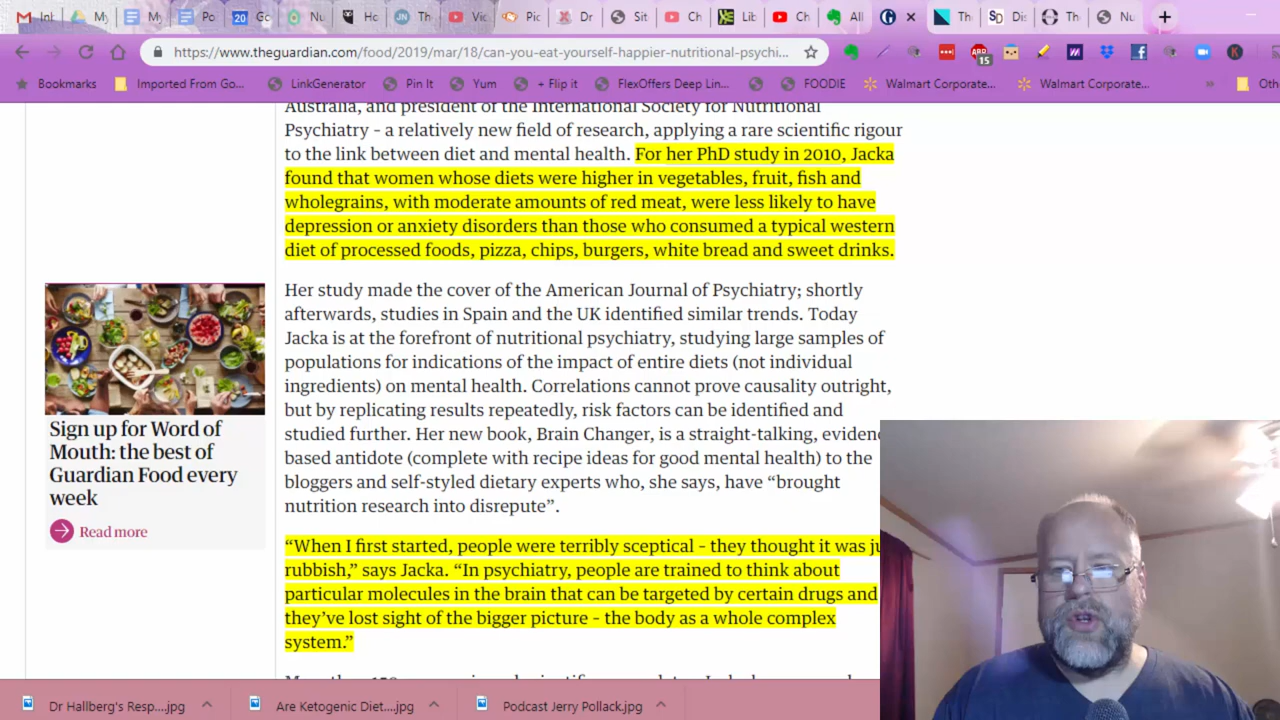 https://www.theguardian.com/food/2019/mar/18/can-you-eat-yourself-happier-nutritional-psychi...
15
K
20
Bookmarks
Imported From Go...
LinkGenerator
Pin It
Yum
+ Flip it
FlexOffers Deep Lin...
FOODIE
Walmart Corporate...
Walmart Corporate...
»
Australia, and president of the International Society for Nutritional
Psychiatry – a relatively new field of research, applying a rare scientific rigour
to the link between diet and mental health. For her PhD study in 2010, Jacka
found that women whose diets were higher in vegetables, fruit, fish and
wholegrains, with moderate amounts of red meat, were less likely to have
depression or anxiety disorders than those who consumed a typical western
diet of processed foods, pizza, chips, burgers, white bread and sweet drinks.
Her study made the cover of the American Journal of Psychiatry; shortly
afterwards, studies in Spain and the UK identified similar trends. Today
Jacka is at the forefront of nutritional psychiatry, studying large samples of
populations for indications of the impact of entire diets (not individual
ingredients) on mental health. Correlations cannot prove causality outright,
but by replicating results repeatedly, risk factors can be identified and
studied further. Her new book, Brain Changer, is a straight-talking, evidenc
based antidote (complete with recipe ideas for good mental health) to the
bloggers and self-styled dietary experts who, she says, have “brought
nutrition research into disrepute”.
“When I first started, people were terribly sceptical – they thought it was ju
rubbish,” says Jacka. “In psychiatry, people are trained to think about
particular molecules in the brain that can be targeted by certain drugs and
they’ve lost sight of the bigger picture – the body as a whole complex
system.”
Sign up for Word of
Mouth: the best of
Guardian Food every
week
Read more
Dr Hallberg's Resp....jpg
Are Ketogenic Diet....jpg
Podcast Jerry Pollack.jpg